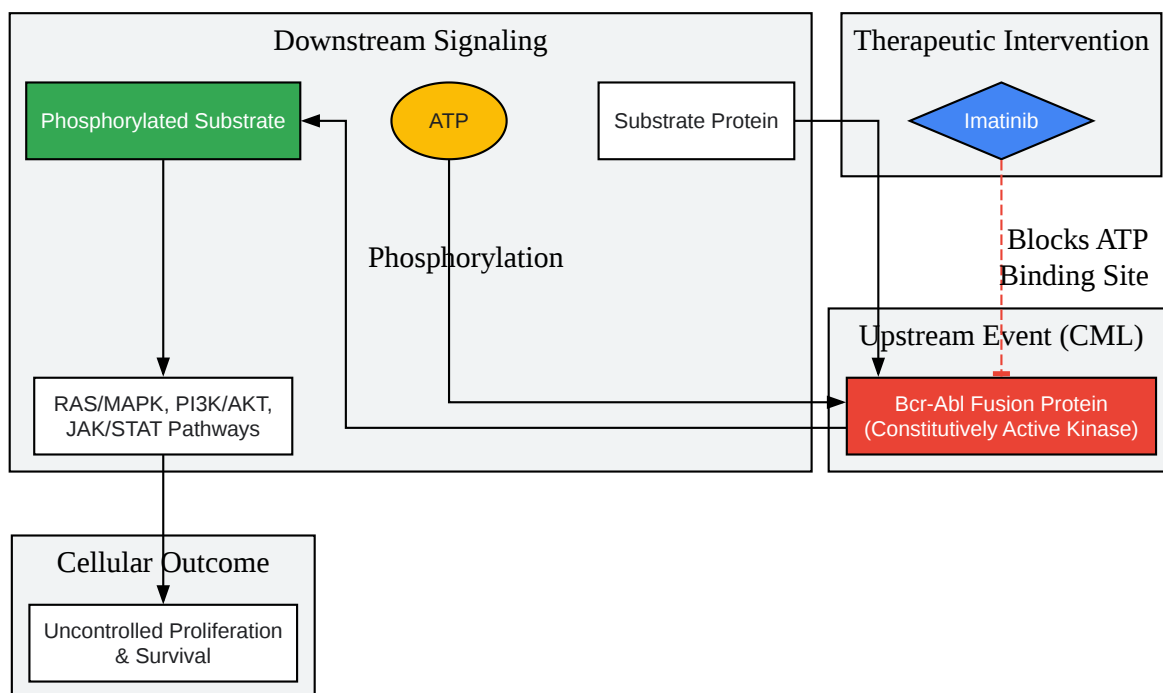 Downstream Signaling
Therapeutic Intervention
Phosphorylated Substrate
ATP
Substrate Protein
Imatinib
Phosphorylation
Blocks ATP
Binding Site
Upstream Event (CML)
RAS/MAPK, PI3K/AKT,
JAK/STAT Pathways
Bcr-Abl Fusion Protein
(Constitutively Active Kinase)
Cellular Outcome
Uncontrolled Proliferation
& Survival